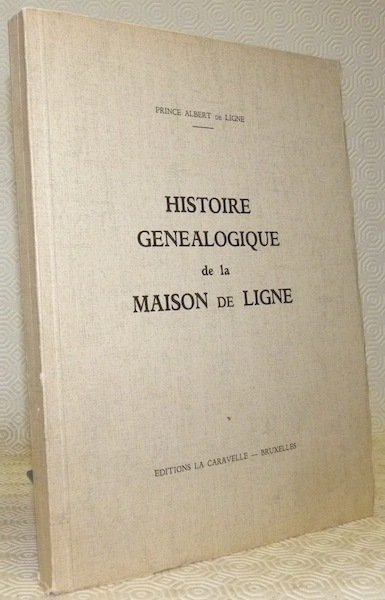 PRINCE ALBERT DE LIGNE
HISTOIRE
GENEALOGIQUE
de la
MAISON DE LIGNE
EDITIONS LA CARAVELLE — BRUXELLES